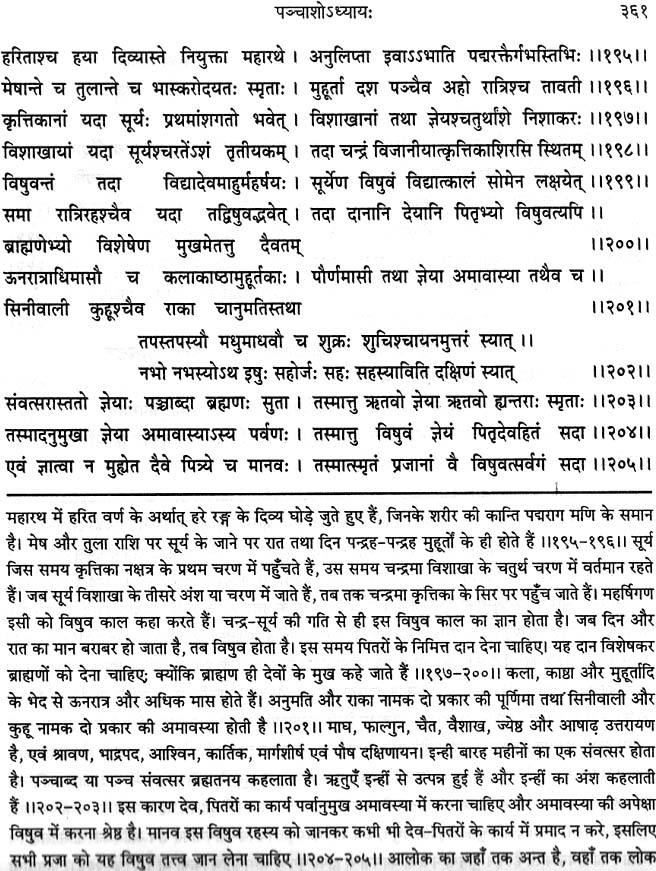 पञ्चाशोऽध्यायः ३६१
हरिताश्च हया दिव्यास्ते नियुक्ता महारथे । अनुलिप्ता इवाऽऽभाति पद्मरक्तैर्गभस्तिभिः ।।१९५।।
मेषान्ते च तुलान्ते च भास्करोदयतः स्मृताः । मुहूर्ता दश पञ्चैव अहो रात्रिश्च तावती ।।१९६।।
कृत्तिकानां यदा सूर्यः प्रथमांशगतो भवेत् । विशाखानां तथा ज्ञेयश्चतुर्थांशे निशाकरः ।।१९७।।
विशाखायां यदा सूर्यश्चरतेंऽशं तृतीयकम् । तदा चन्द्रं विजानीयात्कृत्तिकाशिरसि स्थितम् ।।१९८।।
विषुवन्तं तदा विद्यादेवमाहुर्महर्षयः । सूर्येण विषुवं विद्यात्कालं सोमेन लक्षयेत् ।।१९९।।
समा रात्रिरहश्चैव यदा तद्विषुवद्भवेत् । तदा दानानि देयानि पितृभ्यो विषुवत्यपि ।।
ब्राह्मणेभ्यो विशेषेण मुखमेतत्तु दैवतम् ।।२००।।
ऊनरात्राधिमासौ च कलाकाष्ठामुहूर्तकाः । पौर्णमासी तथा ज्ञेया अमावास्या तथैव च ।।
सिनीवाली कुहूश्चैव राका चानुमतिस्तथा ।।२०१।।
तपस्तपस्यौ मधुमाधवौ च शुक्रः शुचिश्चायनमुत्तरं स्यात् ।।
नभो नभस्योऽथ इषुः सहोर्जः सहः सहस्याविति दक्षिणं स्यात् ।।२०२।।
संवत्सरास्ततो ज्ञेयाः पञ्चाब्दा ब्रह्मणः सुता । तस्मात्तु ऋतवो ज्ञेया ऋतवो ह्यन्तराः स्मृताः ।।२०३।।
तस्मादनुमुखा ज्ञेया अमावास्याऽस्य पर्वणः । तस्मात्तु विषुवं ज्ञेयं पितृदेवहितं सदा ।।२०४।।
एवं ज्ञात्वा न मुह्येत दैवे पित्र्ये च मानवः । तस्मात्स्मृतं प्रजानां वै विषुवत्सर्वगं सदा ।।२०५।।
महारथ में हरित वर्ण के अर्थात् हरे रङ्ग के दिव्य घोड़े जुते हुए हैं, जिनके शरीर की कान्ति पद्मराग मणि के समान
है। मेष और तुला राशि पर सूर्य के जाने पर रात तथा दिन पन्द्रह-पन्द्रह मुहूर्तों के ही होते हैं ।।१९५-१९६।। सूर्य
जिस समय कृत्तिका नक्षत्र के प्रथम चरण में पहुँचते हैं, उस समय चन्द्रमा विशाखा के चतुर्थ चरण में वर्तमान रहते
हैं। जब सूर्य विशाखा के तीसरे अंश या चरण में जाते हैं, तब तक चन्द्रमा कृत्तिका के सिर पर पहुँच जाते हैं। महर्षिगण
इसी को विषुव काल कहा करते हैं। चन्द्र-सूर्य की गति से ही इस विषुव काल का ज्ञान होता है। जब दिन और
रात का मान बराबर हो जाता है, तब विषुव होता है। इस समय पितरों के निमित्त दान देना चाहिए। यह दान विशेषकर
ब्राह्मणों को देना चाहिए; क्योंकि ब्राह्मण ही देवों के मुख कहे जाते हैं ।।१९७-२००।। कला, काष्ठा और मुहूर्तादि
के भेद से ऊनरात्र और अधिक मास होते हैं। अनुमति और राका नामक दो प्रकार की पूर्णिमा तथा सिनीवाली और
कुहू नामक दो प्रकार की अमावस्या होती है ।।२०१।। माघ, फाल्गुन, चैत, वैशाख, ज्येष्ठ और आषाढ़ उत्तरायण
है, एवं श्रावण, भाद्रपद, आश्विन, कार्तिक, मार्गशीर्ष एवं पौष दक्षिणायन। इन्ही बारह महीनों का एक संवत्सर होता
है। पञ्चाब्द या पञ्च संवत्सर ब्रह्मतनय कहलाता है। ऋतुएँ इन्हीं से उत्पन्न हुई हैं और इन्हीं का अंश कहलाती
हैं ।।२०२-२०३।। इस कारण देव, पितरों का कार्य पर्वानुमुख अमावस्या में करना चाहिए और अमावस्या की अपेक्षा
विषुव में करना श्रेष्ठ है। मानव इस विषुव रहस्य को जानकर कभी भी देव-पितरों के कार्य में प्रमाद न करे, इसलिए
सभी प्रजा को यह विषुव तत्त्व जान लेना चाहिए ।।२०४-२०५।। आलोक का जहाँ तक अन्त है, वहाँ तक लोक